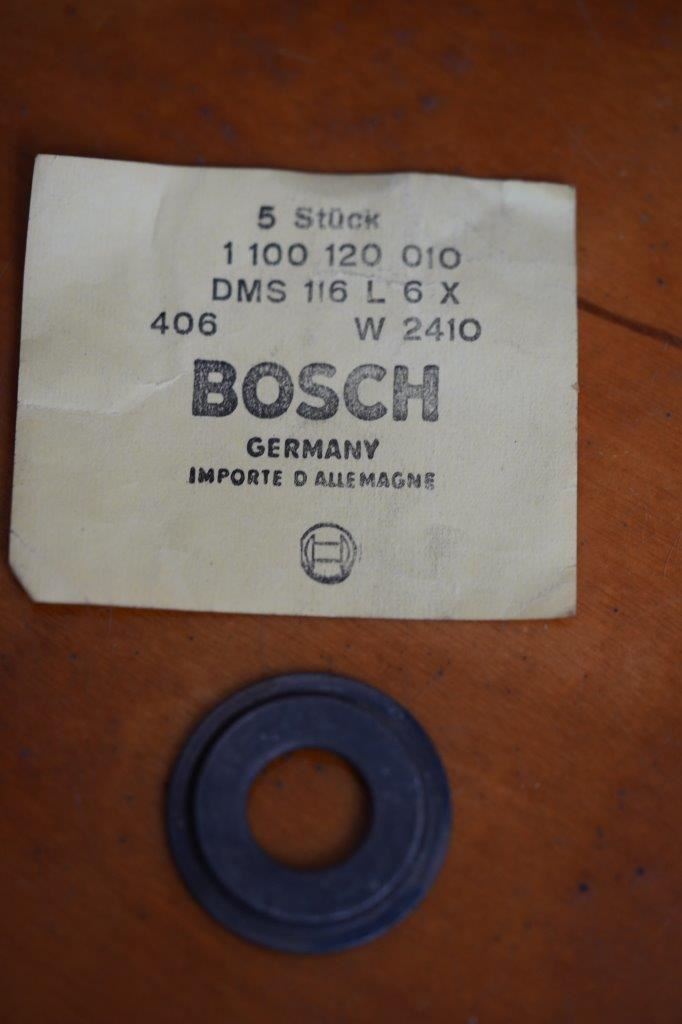 5 Stück
1 100 120 010
DMS 116 L 6 X
406 W 2410
BOSCH
GERMANY
IMPORTE D ALLEMAGNE